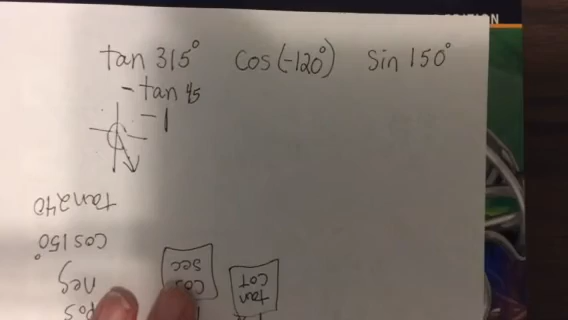 tan 315° cos(-120°) sin 150°
- tan 45
- 1
tan 240
cos 150°
neg
pos
cos
sec
tan
cot